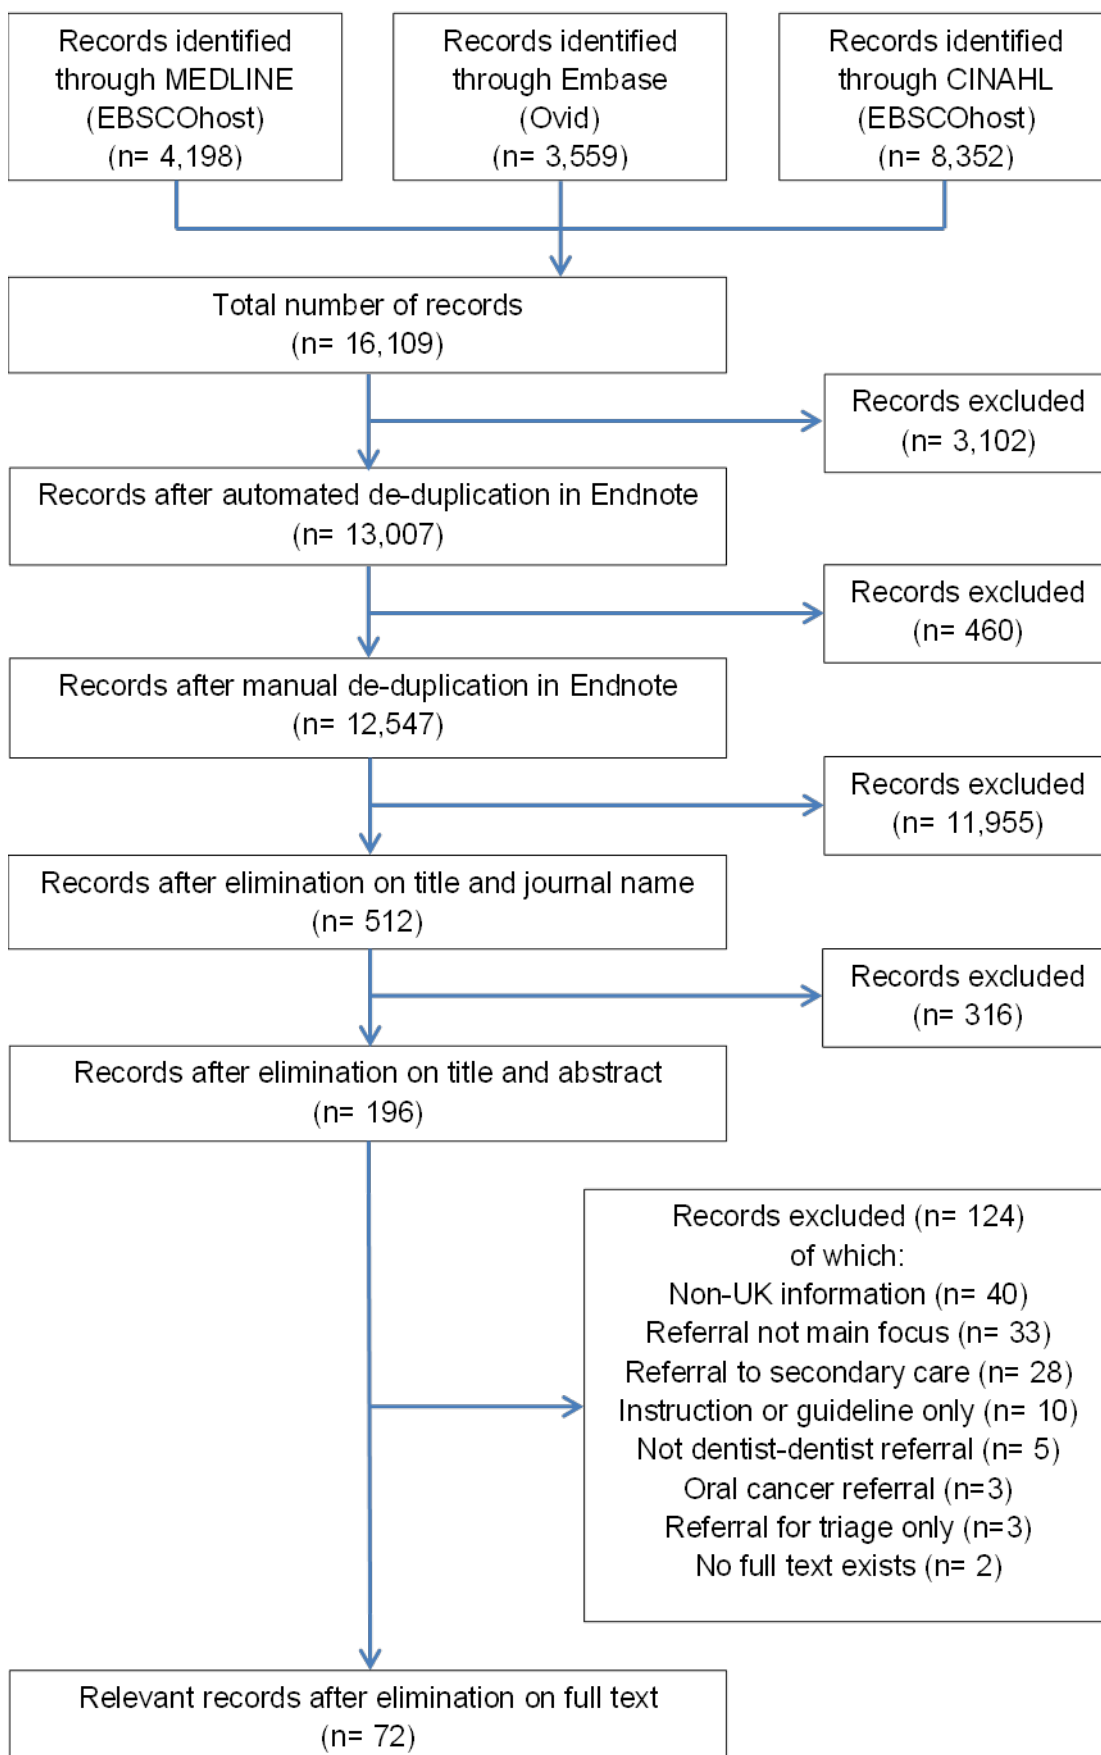 Records identified
through MEDLINE
(EBSCOhost)
(n= 4,198)
Records identified
through Embase
(Ovid)
(n= 3,559)
Records identified
through CINAHL
(EBSCOhost)
(n= 8,352)
Total number of records
(n= 16,109)
Records excluded
(n= 3,102)
Records after automated de-duplication in Endnote
(n= 13,007)
Records excluded
(n= 460)
Records after manual de-duplication in Endnote
(n= 12,547)
Records excluded
(n= 11,955)
Records after elimination on title and journal name
(n= 512)
Records excluded
(n= 316)
Records after elimination on title and abstract
(n= 196)
Records excluded (n= 124)
of which:
Non-UK information (n= 40)
Referral not main focus (n= 33)
Referral to secondary care (n= 28)
Instruction or guideline only (n= 10)
Not dentist-dentist referral (n= 5)
Oral cancer referral (n=3)
Referral for triage only (n=3)
No full text exists (n= 2)
Relevant records after elimination on full text
(n= 72)